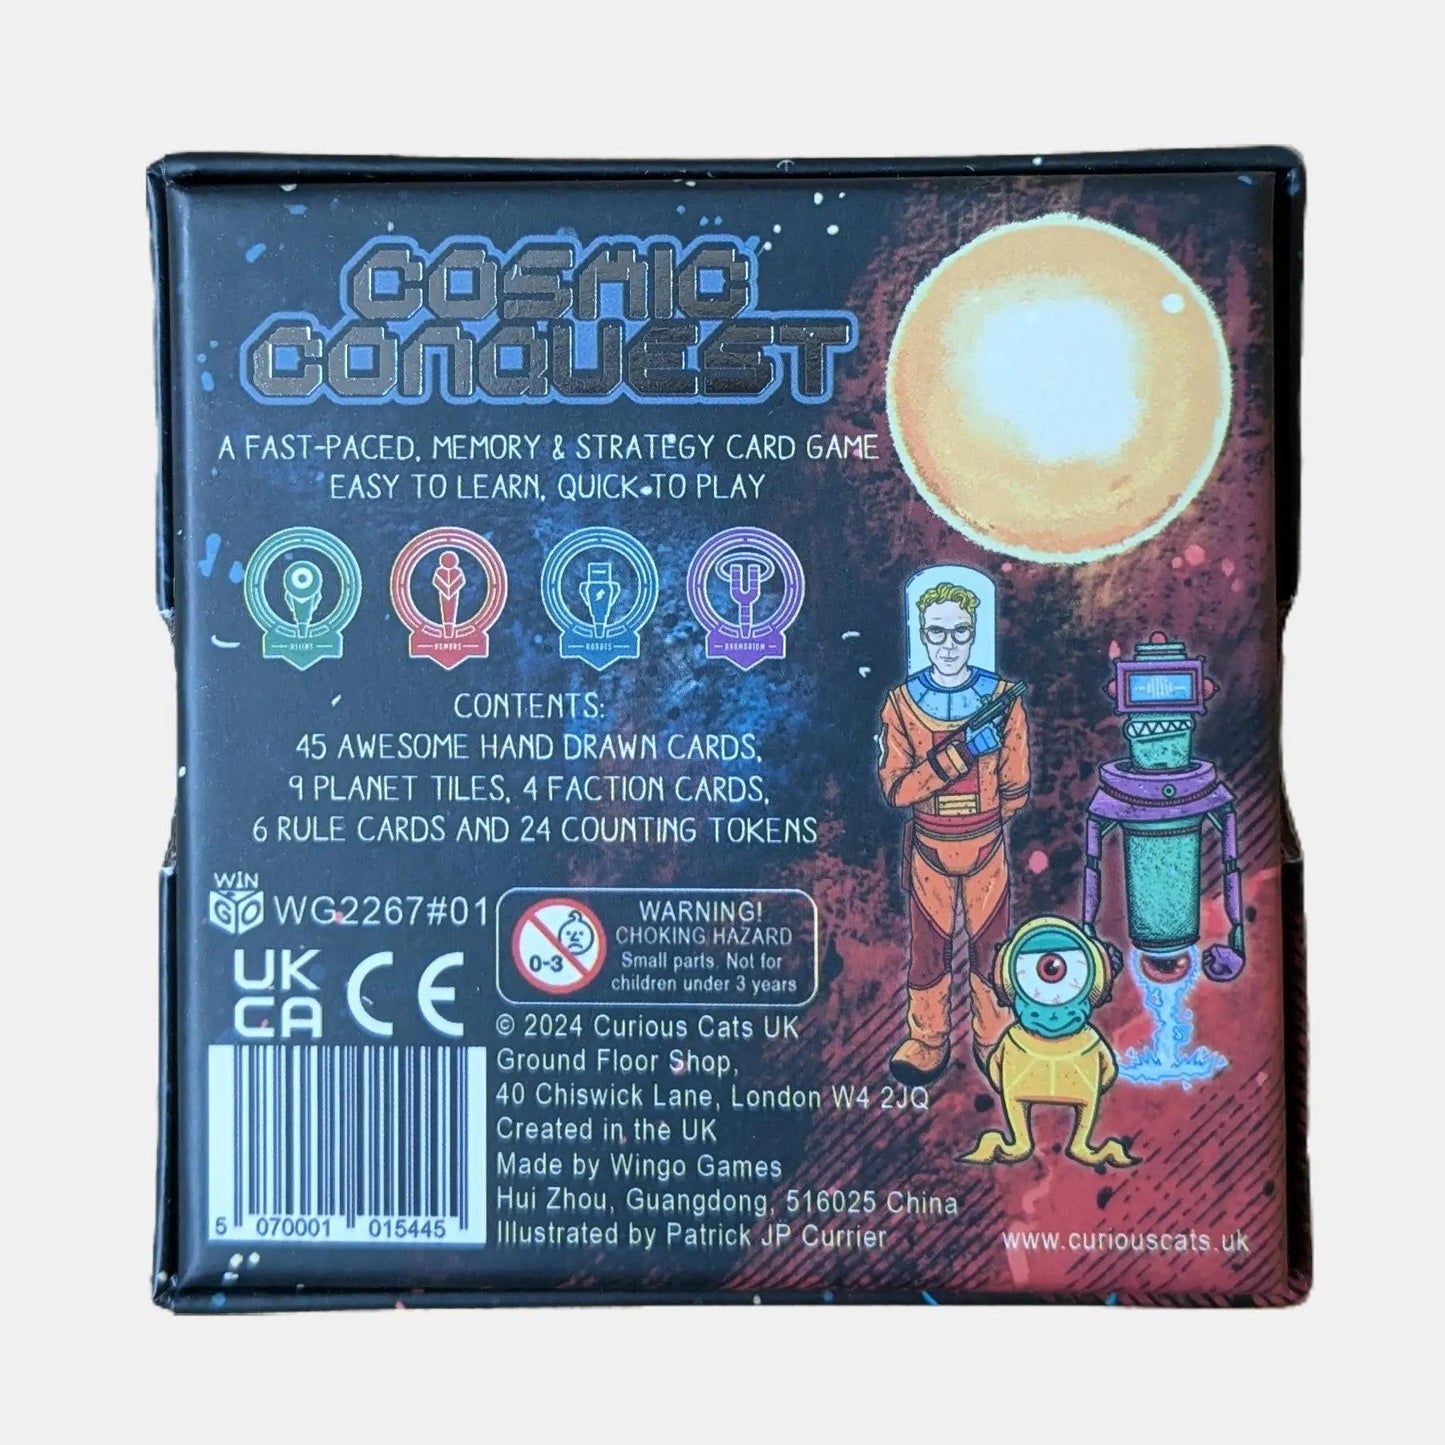 COSMIC
CONQUEST
A FAST-PACED, MEMORY & STRATEGY CARD GAME
EASY TO LEARN, QUICK TO PLAY
ALIENS HUMANS ROBOTS
CONTENTS:
45 AWESOME HAND DRAWN CARDS,
9 PLANET TILES, 4 FACTION CARDS,
6 RULE CARDS AND 24 COUNTING TOKENS
WIN
GO WG2267#01
UK
CA CE
WARNING!
CHOKING HAZARD
Small parts. Not for
children under 3 years
0-3
© 2024 Curious Cats UK
Ground Floor Shop,
40 Chiswick Lane, London W4 2JQ
Created in the UK
Made by Wingo Games
Hui Zhou, Guangdong, 516025 China
Illustrated by Patrick JP Currier
5 070001 015445
www.curiouscats.uk